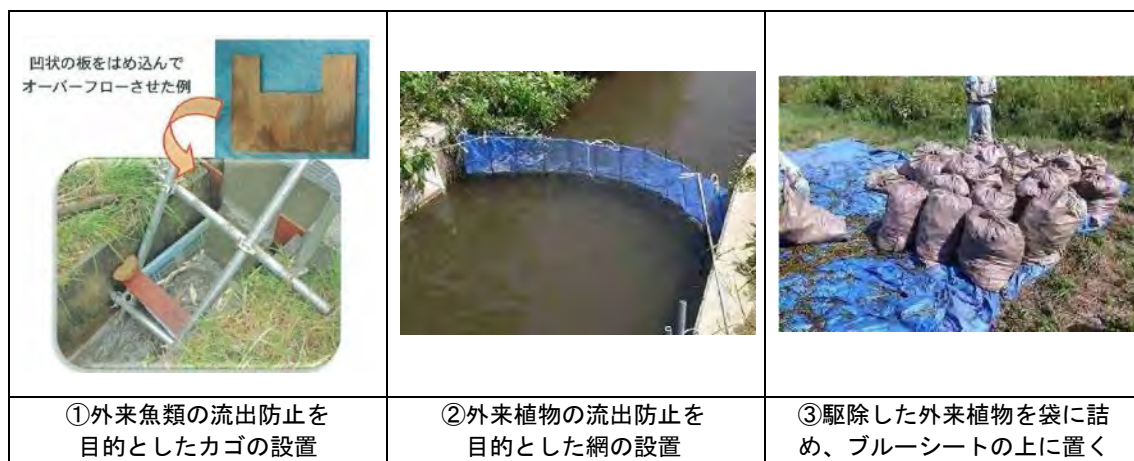 凹状の板をはめ込んで
オーバーフローさせた例
①外来魚類の流出防止を
目的としたカゴの設置
②外来植物の流出防止を
目的とした網の設置
③駆除した外来植物を袋に詰
め、ブルーシートの上に置く